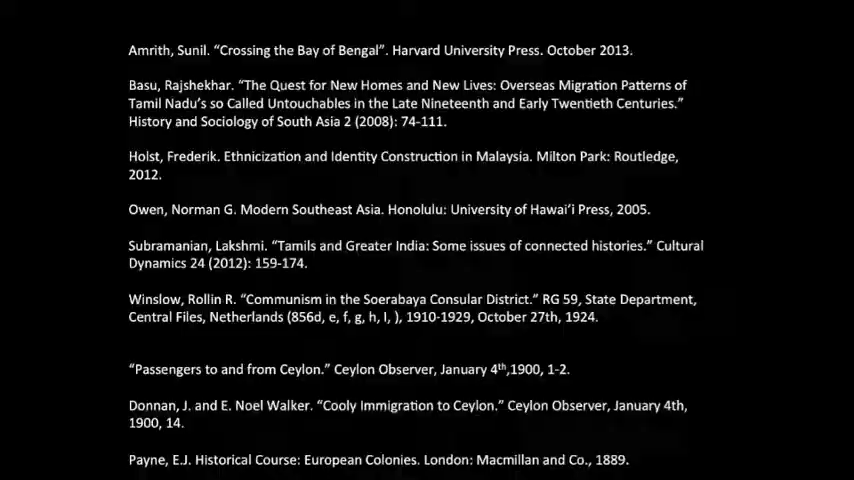 Amrith, Sunil. “Crossing the Bay of Bengal”. Harvard University Press. October 2013.
Basu, Rajshekhar. “The Quest for New Homes and New Lives: Overseas Migration Patterns of
Tamil Nadu’s so Called Untouchables in the Late Nineteenth and Early Twentieth Centuries.”
History and Sociology of South Asia 2 (2008): 74-111.
Holst, Frederik. Ethnicization and Identity Construction in Malaysia. Milton Park: Routledge,
2012.
Owen, Norman G. Modern Southeast Asia. Honolulu: University of Hawai‘i Press, 2005.
Subramanian, Lakshmi. “Tamils and Greater India: Some issues of connected histories.” Cultural
Dynamics 24 (2012): 159-174.
Winslow, Rollin R. “Communism in the Soerabaya Consular District.” RG 59, State Department,
Central Files, Netherlands (856d, e, f, g, h, I, ), 1910-1929, October 27th, 1924.
“Passengers to and from Ceylon.” Ceylon Observer, January 4th,1900, 1-2.
Donnan, J. and E. Noel Walker. “Cooly Immigration to Ceylon.” Ceylon Observer, January 4th,
1900, 14.
Payne, E.J. Historical Course: European Colonies. London: Macmillan and Co., 1889.